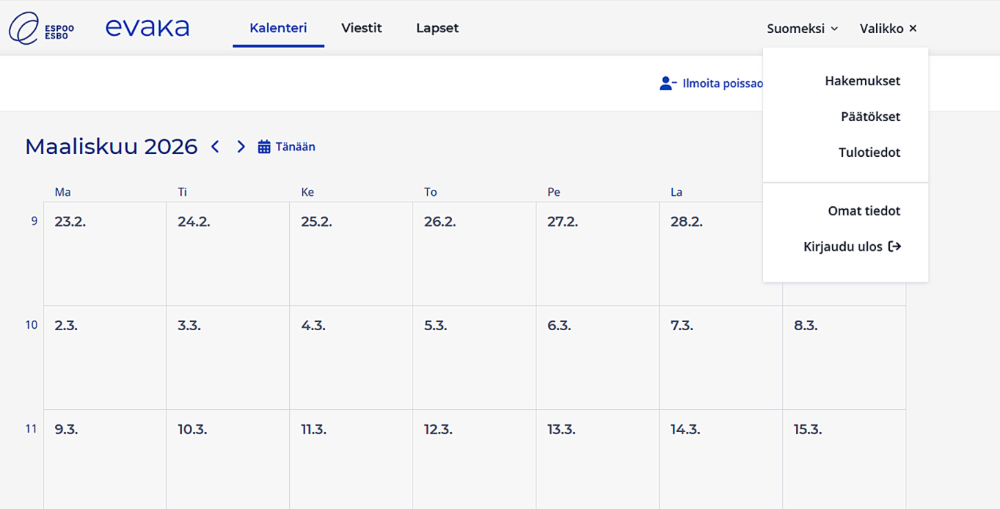 ESPOO
ESBO
evaka
Kalenteri Viestit Lapset
Suomeksi Valikko
Ilmoita poissao
Hakemukset
Päätökset
Tulotiedot
Omat tiedot
Kirjaudu ulos
Maaliskuu 2026
Tänään
Ma Ti Ke To Pe La
9 23.2. 24.2. 25.2. 26.2. 27.2. 28.2.
10 2.3. 3.3. 4.3. 5.3. 6.3. 7.3. 8.3.
11 9.3. 10.3. 11.3. 12.3. 13.3. 14.3. 15.3.